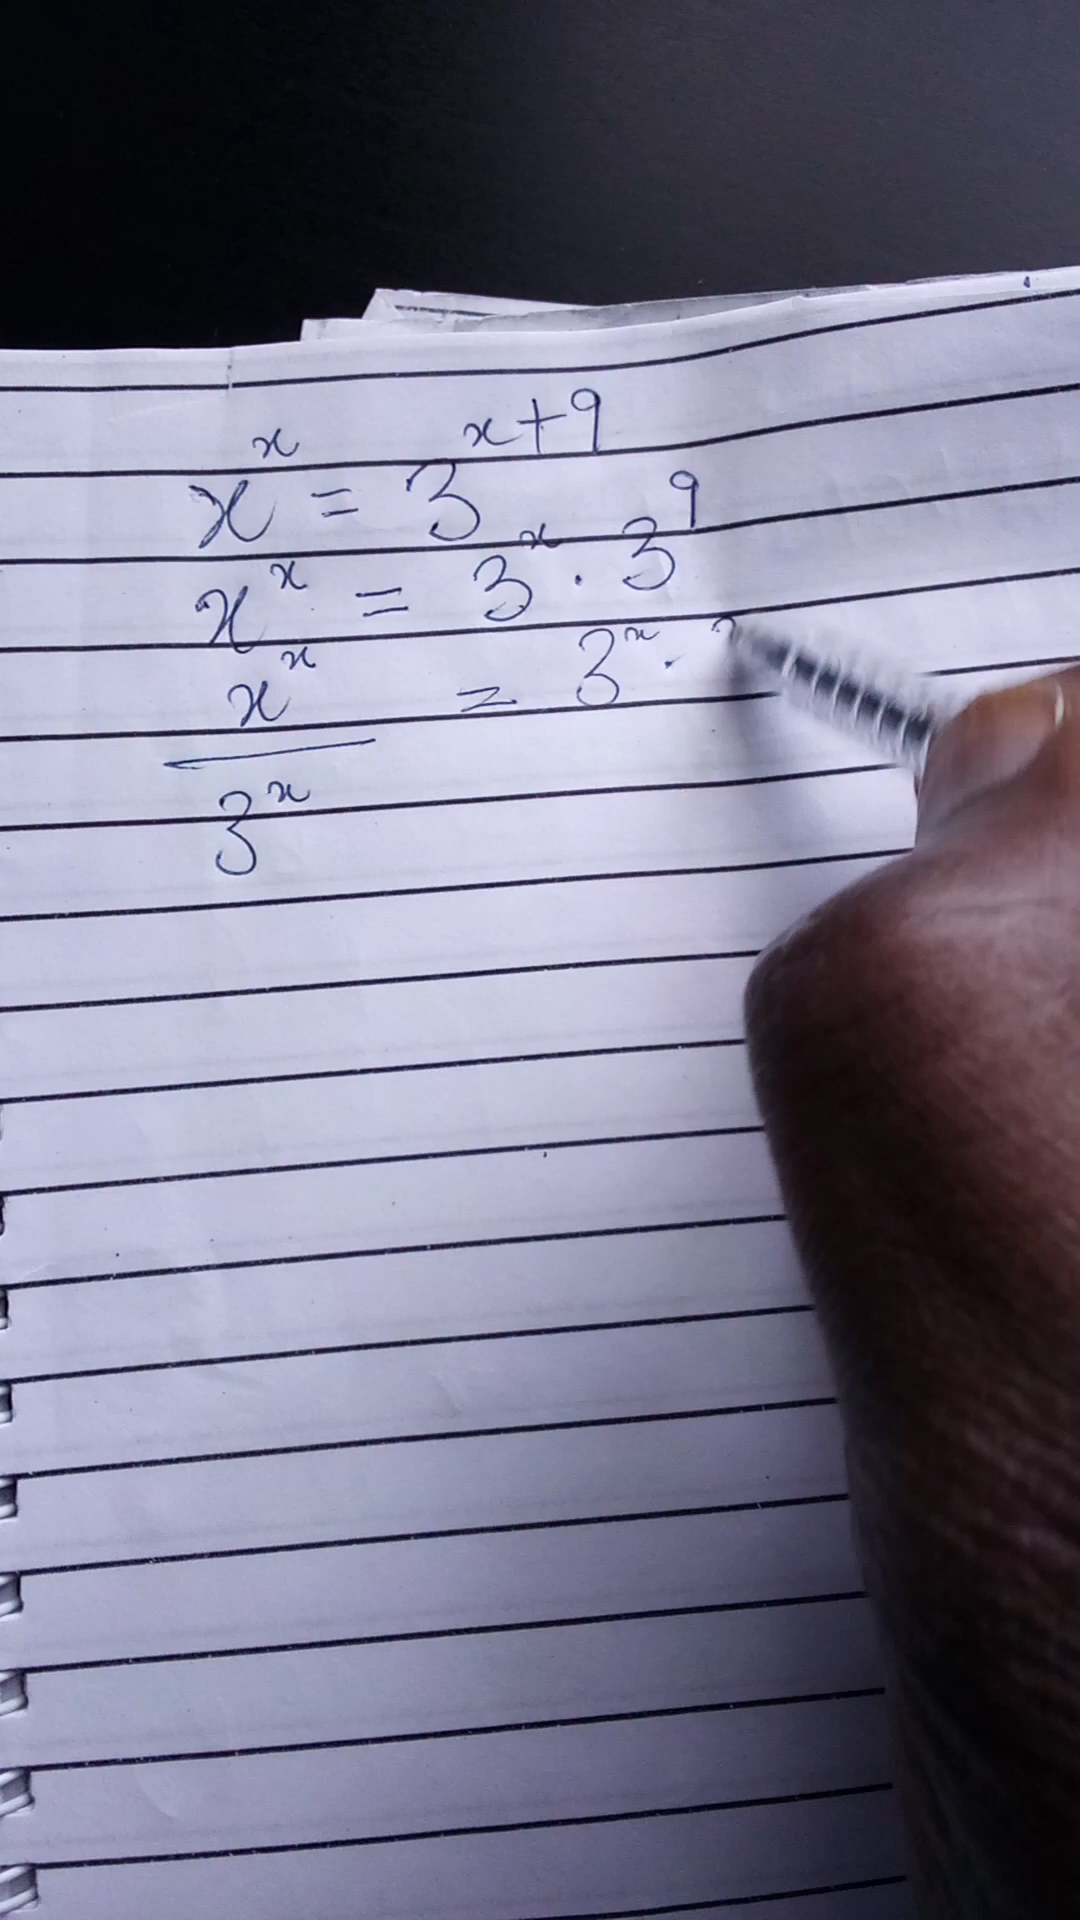 x^x = 3^{x+9}
x^x = 3^x · 3^9
x^x / 3^x = 3^x ·